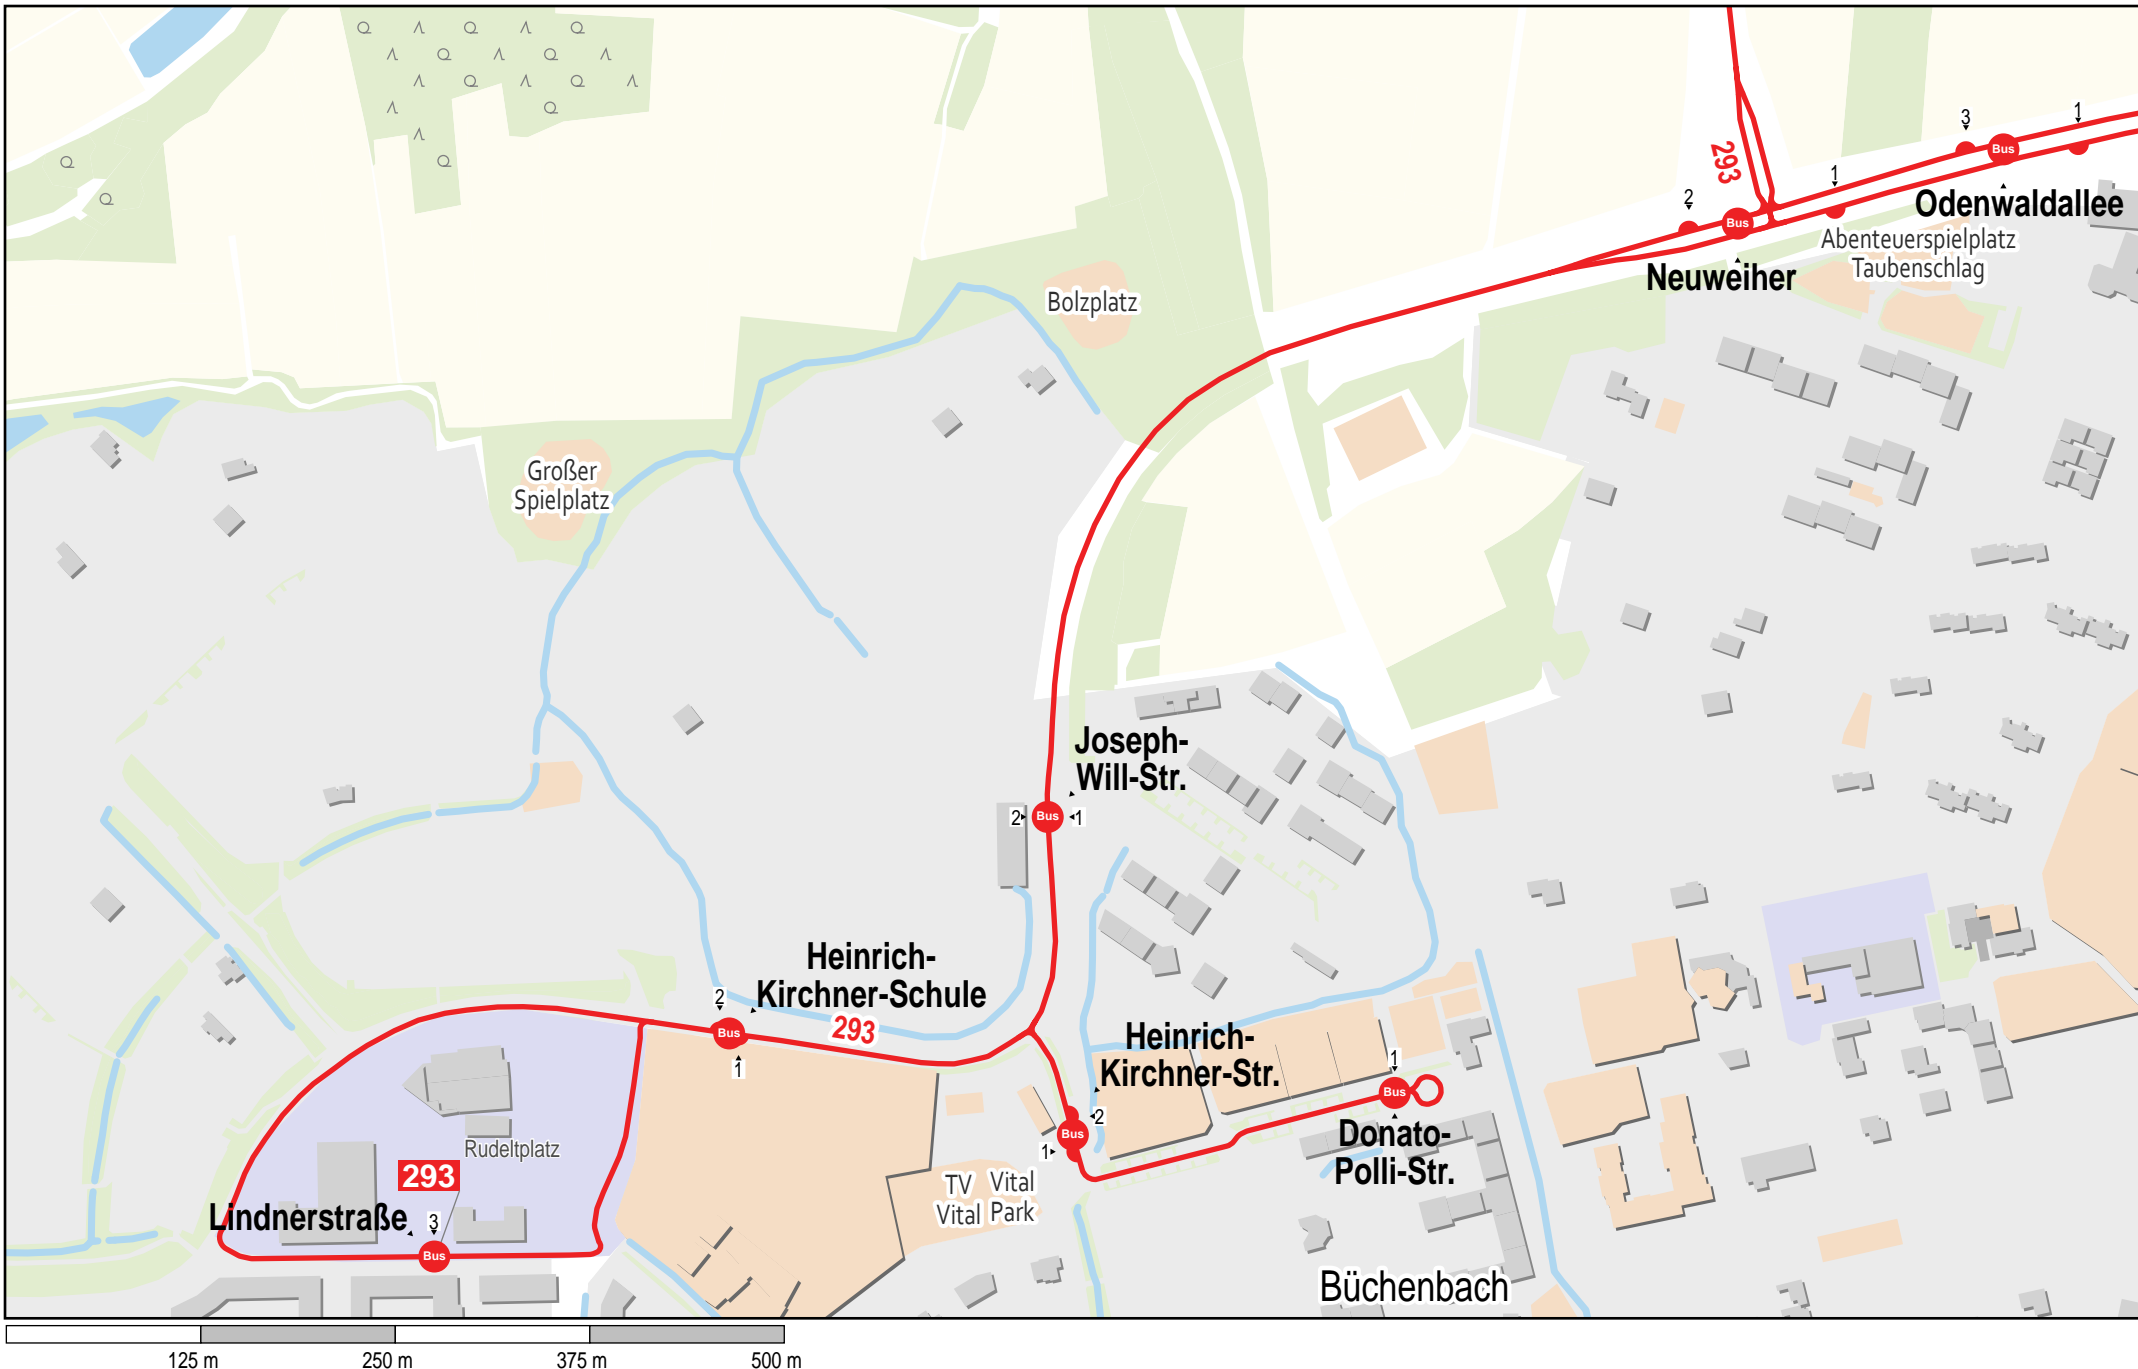 3
1
Bus
293
1
2
Odenwaldallee
Bus
Abenteuerspielplatz
Taubenschlag
Neuweiher
Bolzplatz
Großer
Spielplatz
Joseph-
Will-Str.
2
Bus
1
Heinrich-
Kirchner-Schule
2
293
Bus
1
Heinrich-
Kirchner-Str.
1
Bus
2
Bus
1
Donato-
Polli-Str.
Rudeltplatz
293
TV
Vital
Vital
Park
Lindnerstraße
3
Bus
Büchenbach
125 m
250 m
375 m
500 m